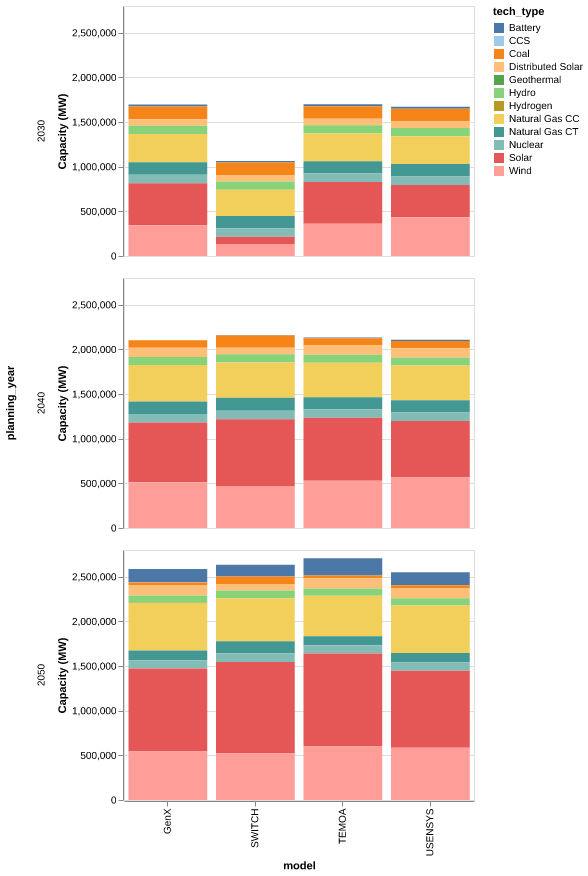 tech_type
Battery
CCS
Coal
Distributed Solar
Geothermal
Hydro
Hydrogen
Natural Gas CC
Natural Gas CT
Nuclear
Solar
Wind
planning_year
2030
Capacity (MW)
2,500,000
2,000,000
1,500,000
1,000,000
500,000
0
2040
Capacity (MW)
2,500,000
2,000,000
1,500,000
1,000,000
500,000
0
2050
Capacity (MW)
2,500,000
2,000,000
1,500,000
1,000,000
500,000
0
GenX
SWITCH
TEMOA
USENSYS
model